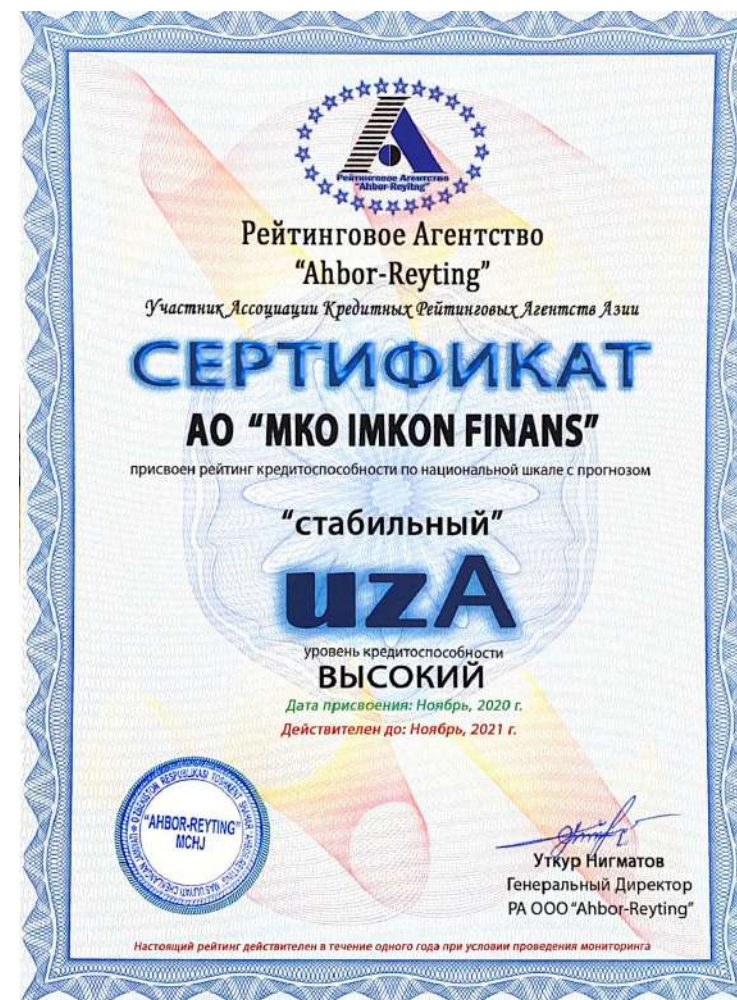 Рейтинговое Агентство
"Ahbor-Reyitng"
Рейтинговое Агентство
“Ahbor-Reyting”
Участник Ассоциации Кредитных Рейтинговых Агентств Азии
СЕРТИФИКАТ
АО “MKO IMKON FINANS”
присвоен рейтинг кредитоспособности по национальной шкале с прогнозом
“стабильный”
uzA
уровень кредитоспособности
ВЫСОКИЙ
Дата присвоения: Ноябрь, 2020 г.
Действителен до: Ноябрь, 2021 г.
“AHBOR-REYTING”
MCHJ
Уткур Нигматов
Генеральный Директор
РА ООО “Ahbor-Reyting”
Настоящий рейтинг действителен в течение одного года при условии проведения мониторинга